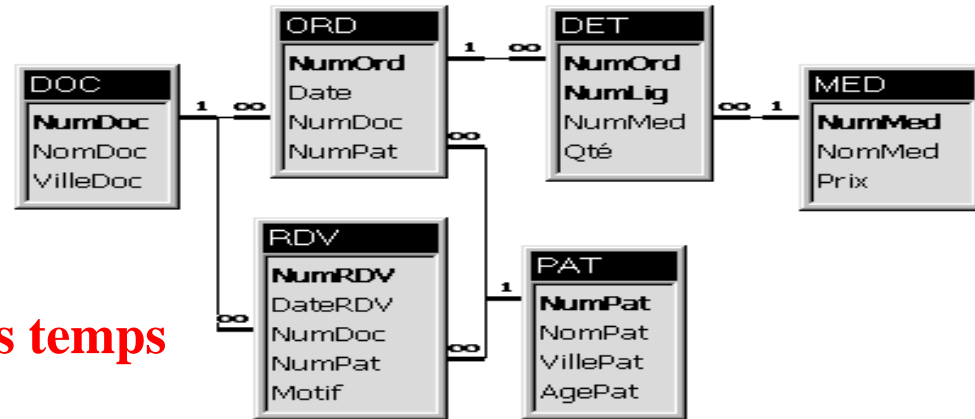 DOC
NumDoc
NomDoc
VilleDoc
1 ∞
ORD
NumOrd
Date
NumDoc
NumPat
1 ∞
∞
DET
NumOrd
NumLig
NumMed
Qté
∞ 1
MED
NumMed
NomMed
Prix
∞
RDV
NumRDV
DateRDV
NumDoc
NumPat
Motif
∞
1
PAT
NumPat
NomPat
VillePat
AgePat
s temps